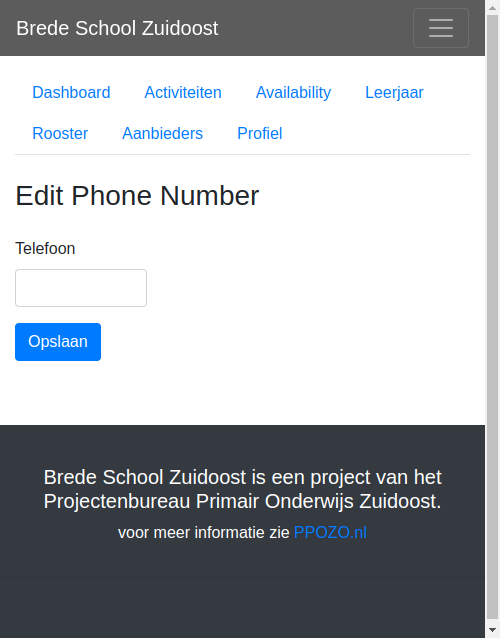 Brede School Zuidoost
Dashboard Activiteiten Availability Leerjaar
Rooster Aanbieders Profiel
Edit Phone Number
Telefoon
Opslaan
Brede School Zuidoost is een project van het
Projectenbureau Primair Onderwijs Zuidoost.
voor meer informatie zie PPOZO.nl